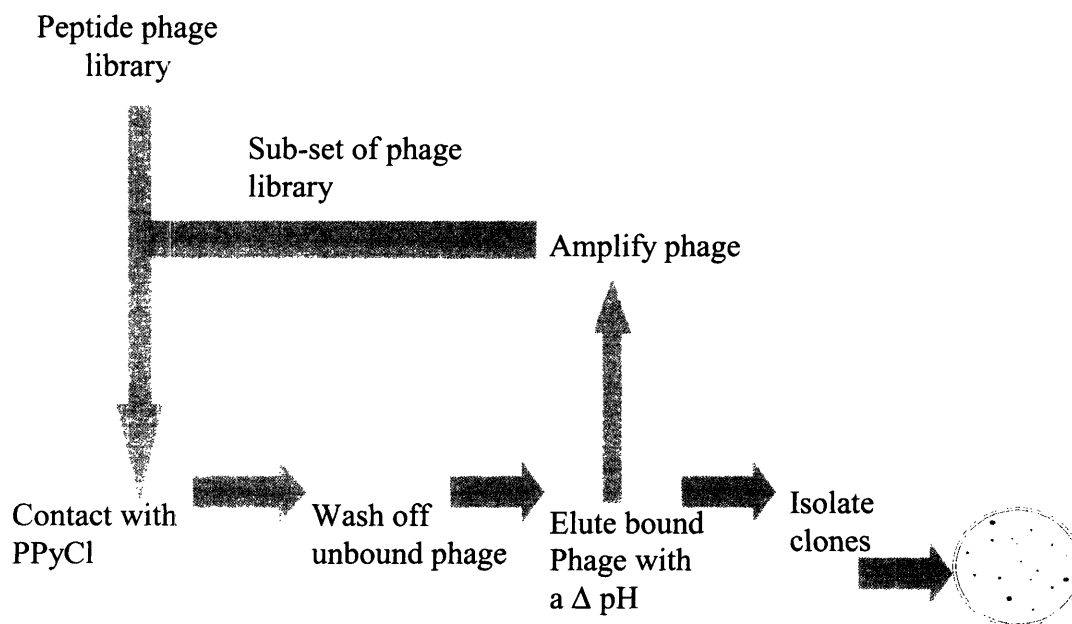 Peptide phage
library
Sub-set of phage
library
Amplify phage
Contact with
PPyCl
Wash off
unbound phage
Elute bound
Phage with
a Δ pH
Isolate
clones